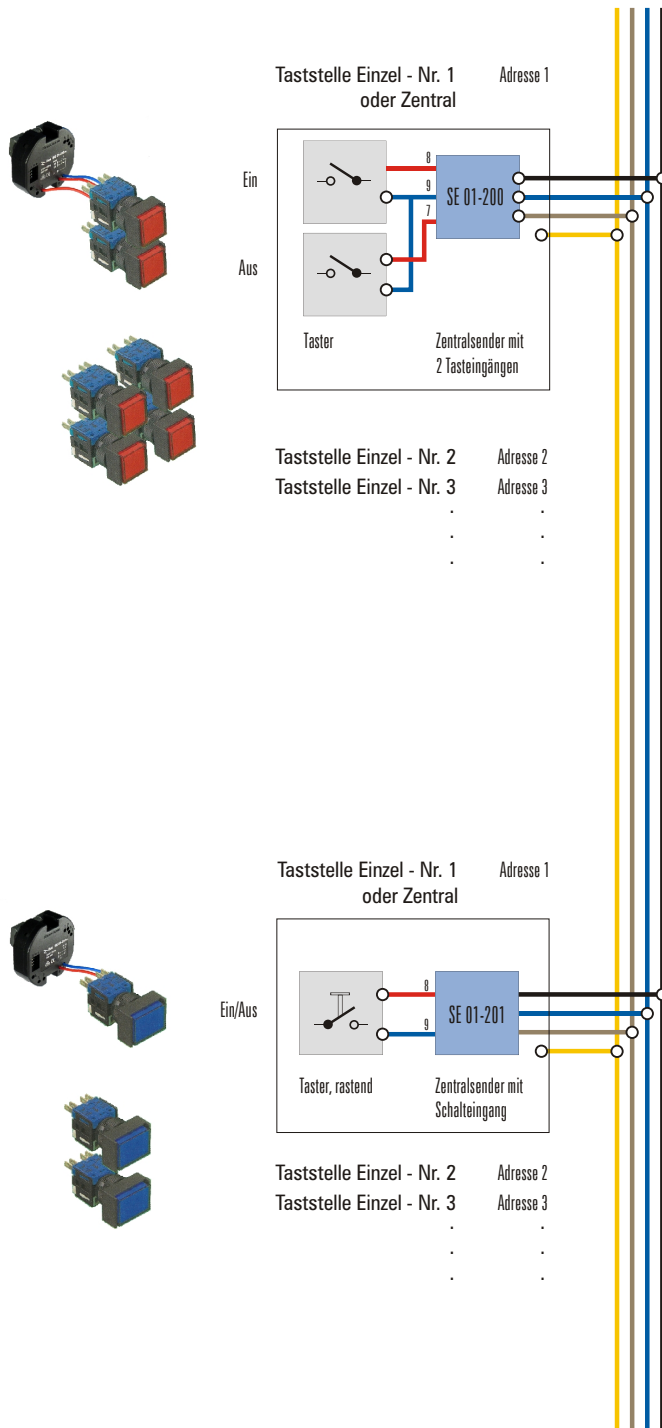 Taststelle Einzel - Nr. 1 Adresse 1
oder Zentral
8
Ein
9
SE 01-200
7
Aus
Taster
Zentralsender mit
2 Tasteingängen
Taststelle Einzel - Nr. 2 Adresse 2
Taststelle Einzel - Nr. 3 Adresse 3
. .
. .
. .
Taststelle Einzel - Nr. 1 Adresse 1
oder Zentral
8
Ein/Aus
SE 01-201
9
Taster, rastend
Zentralsender mit
Schalteingang
Taststelle Einzel - Nr. 2 Adresse 2
Taststelle Einzel - Nr. 3 Adresse 3
. .
. .
. .